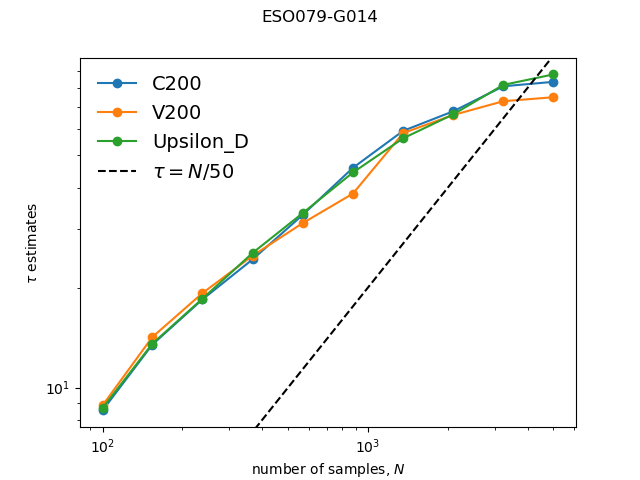 ESO079-G014
C200
V200
Upsilon_D
τ = N/50
τ estimates
10¹
10² 10³
number of samples, N